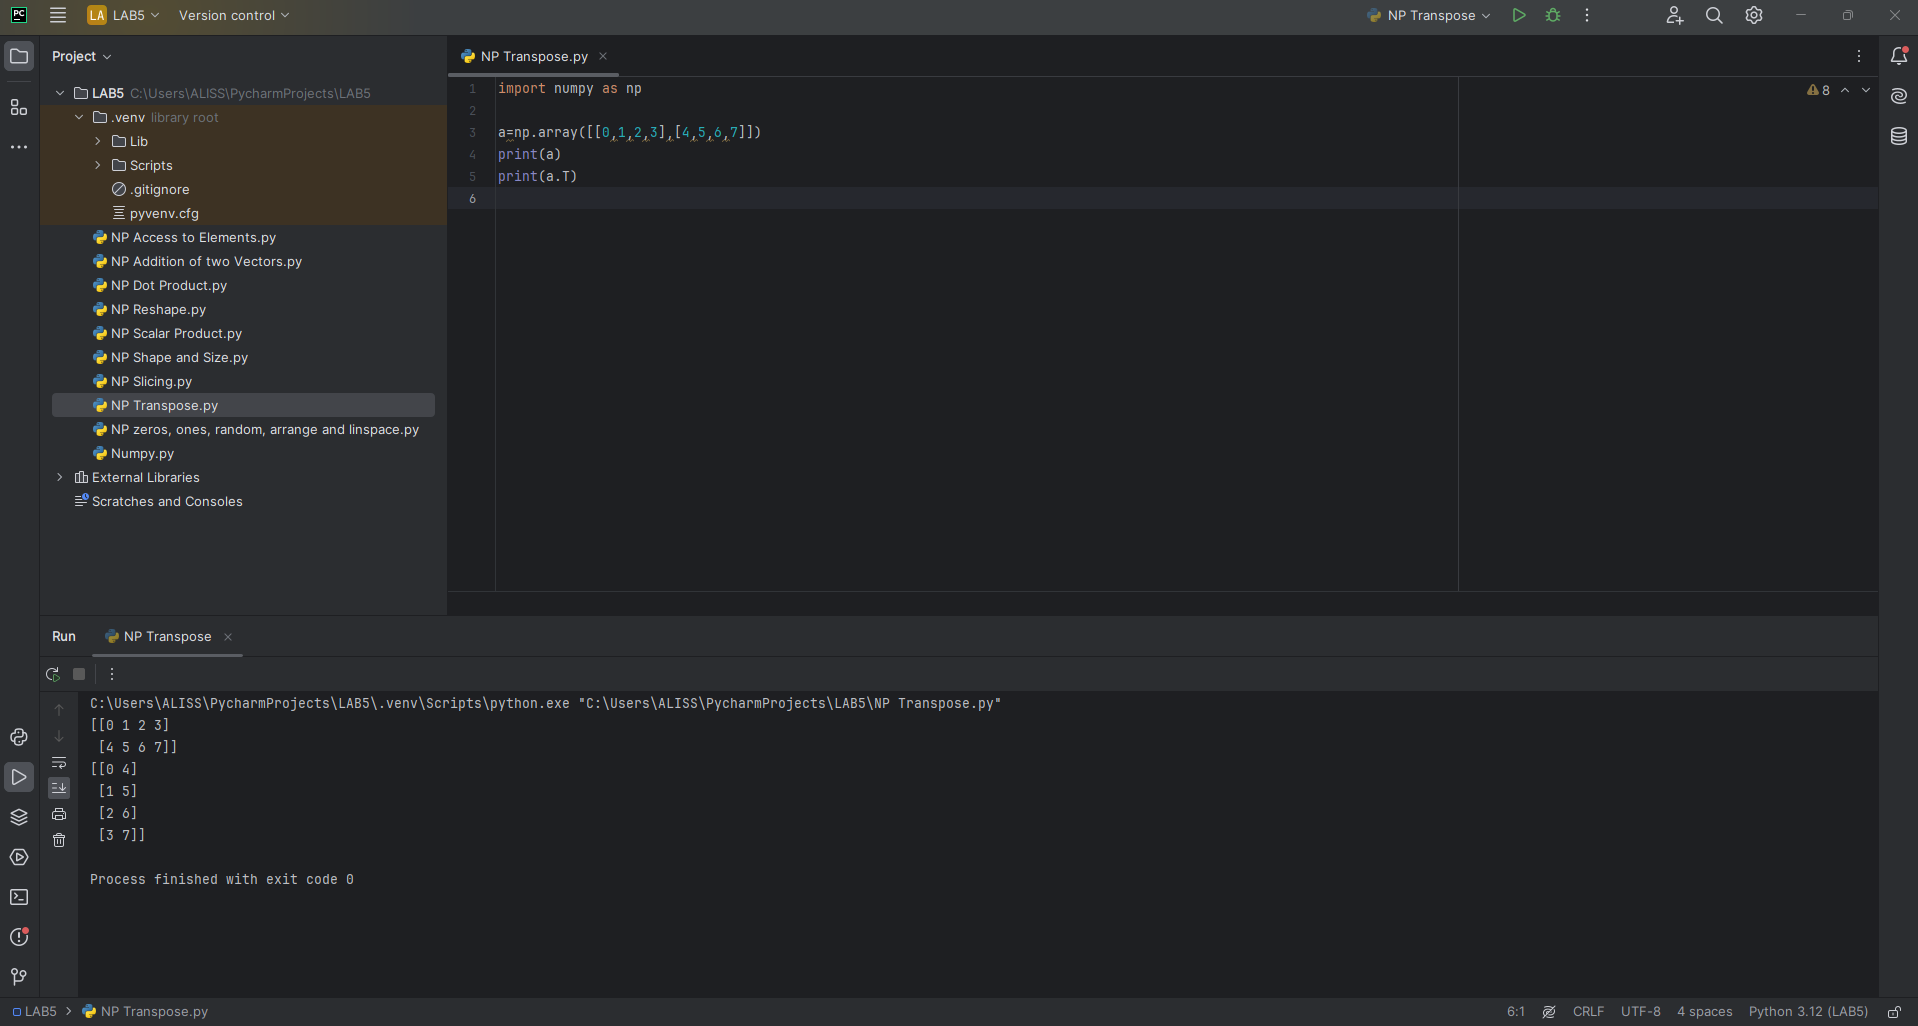 PC LA LAB5 Version control NP Transpose
Project
LAB5 C:\Users\ALISS\PycharmProjects\LAB5
.venv library root
Lib
Scripts
.gitignore
pyvenv.cfg
NP Access to Elements.py
NP Addition of two Vectors.py
NP Dot Product.py
NP Reshape.py
NP Scalar Product.py
NP Shape and Size.py
NP Slicing.py
NP Transpose.py
NP zeros, ones, random, arrange and linspace.py
Numpy.py
External Libraries
Scratches and Consoles
NP Transpose.py
8
1 import numpy as np
2
3 a=np.array([[0,1,2,3],[4,5,6,7]])
4 print(a)
5 print(a.T)
6
Run NP Transpose
C:\Users\ALISS\PycharmProjects\LAB5\.venv\Scripts\python.exe "C:\Users\ALISS\PycharmProjects\LAB5\NP Transpose.py"
[[0 1 2 3]
 [4 5 6 7]]
[[0 4]
 [1 5]
 [2 6]
 [3 7]]
Process finished with exit code 0
LAB5 NP Transpose.py 6:1 CRLF UTF-8 4 spaces Python 3.12 (LAB5)